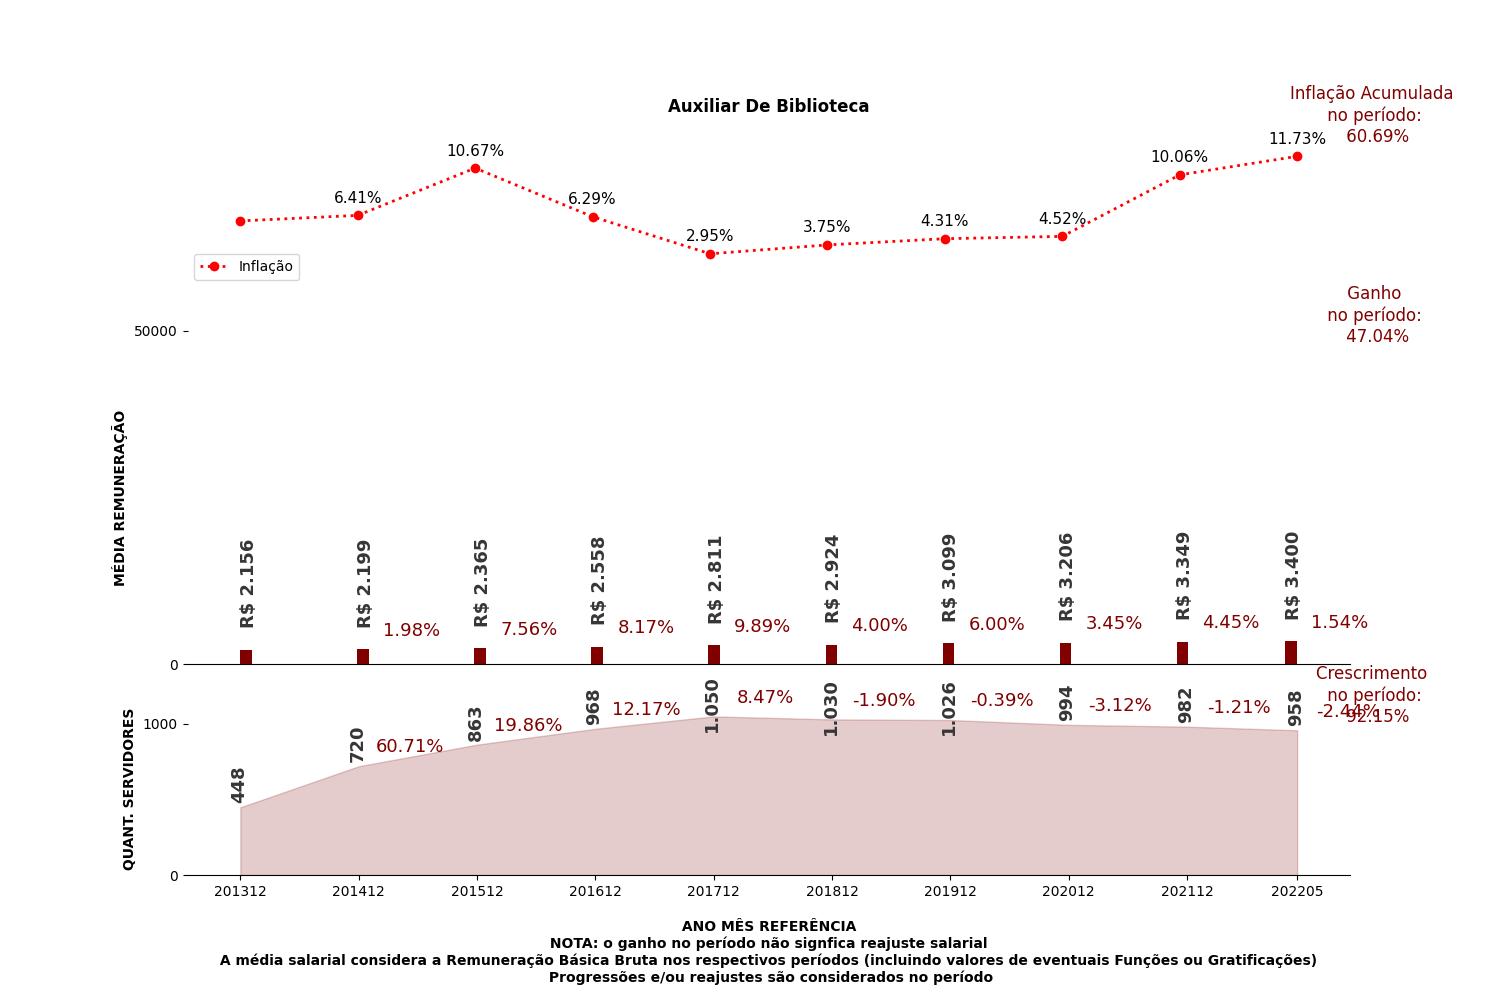 Auxiliar De Biblioteca
Inflação Acumulada
no período:
60.69%
6.41%
10.67%
6.29%
2.95%
3.75%
4.31%
4.52%
10.06%
11.73%
Inflação
Ganho
no período:
47.04%
50000
0
MÉDIA REMUNERAÇÃO
R$ 2.156
R$ 2.199
R$ 2.365
R$ 2.558
R$ 2.811
R$ 2.924
R$ 3.099
R$ 3.206
R$ 3.349
R$ 3.400
1.98%
7.56%
8.17%
9.89%
4.00%
6.00%
3.45%
4.45%
1.54%
Crescrimento
no período:
92.15%
1000
0
QUANT. SERVIDORES
448
720
863
968
1.050
1.030
1.026
994
982
958
60.71%
19.86%
12.17%
8.47%
-1.90%
-0.39%
-3.12%
-1.21%
-2.44%
201312
201412
201512
201612
201712
201812
201912
202012
202112
202205
ANO MÊS REFERÊNCIA
NOTA: o ganho no período não signfica reajuste salarial
A média salarial considera a Remuneração Básica Bruta nos respectivos períodos (incluindo valores de eventuais Funções ou Gratificações)
Progressões e/ou reajustes são considerados no período